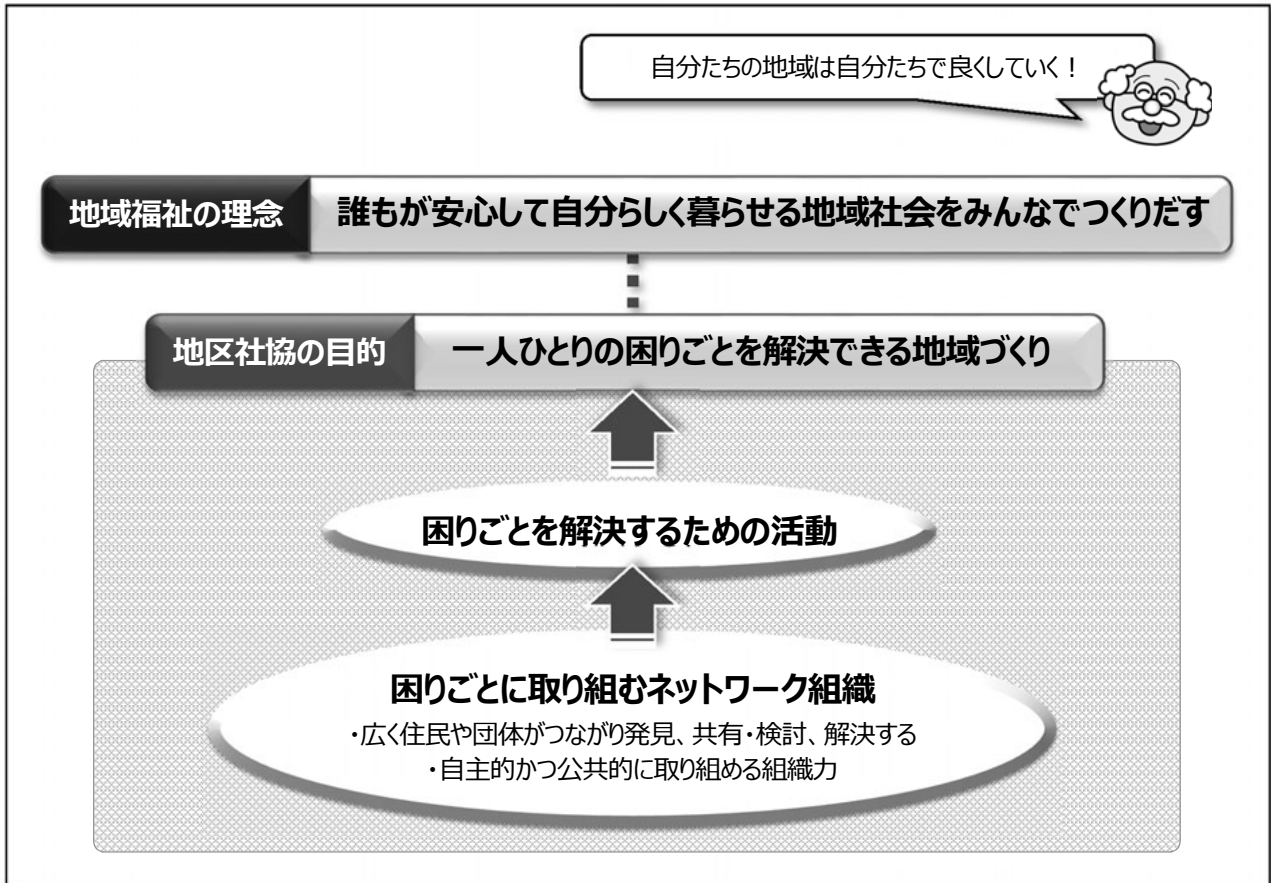 自分たちの地域は自分たちで良くしていく！
地域福祉の理念
誰もが安心して自分らしく暮らせる地域社会をみんなでつくりだす
地区社協の目的
一人ひとりの困りごとを解決できる地域づくり
困りごとを解決するための活動
困りごとに取り組むネットワーク組織
・広く住民や団体がつながり発見、共有・検討、解決する
・自主的かつ公共的に取り組める組織力